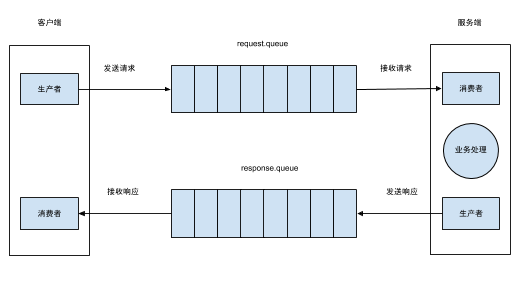 客户端
服务端
request.queue
发送请求
接收请求
生产者
消费者
业务处理
response.queue
接收响应
发送响应
消费者
生产者